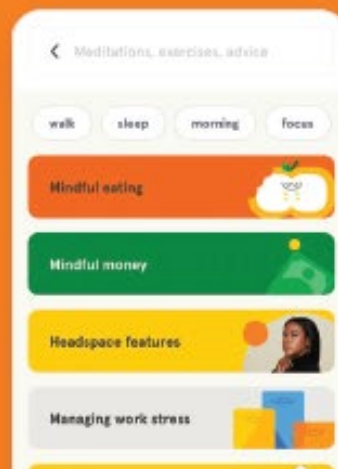 Meditations, exercises, advice
walk sleep morning focus
Mindful eating
Mindful money
Headspace features
Managing work stress